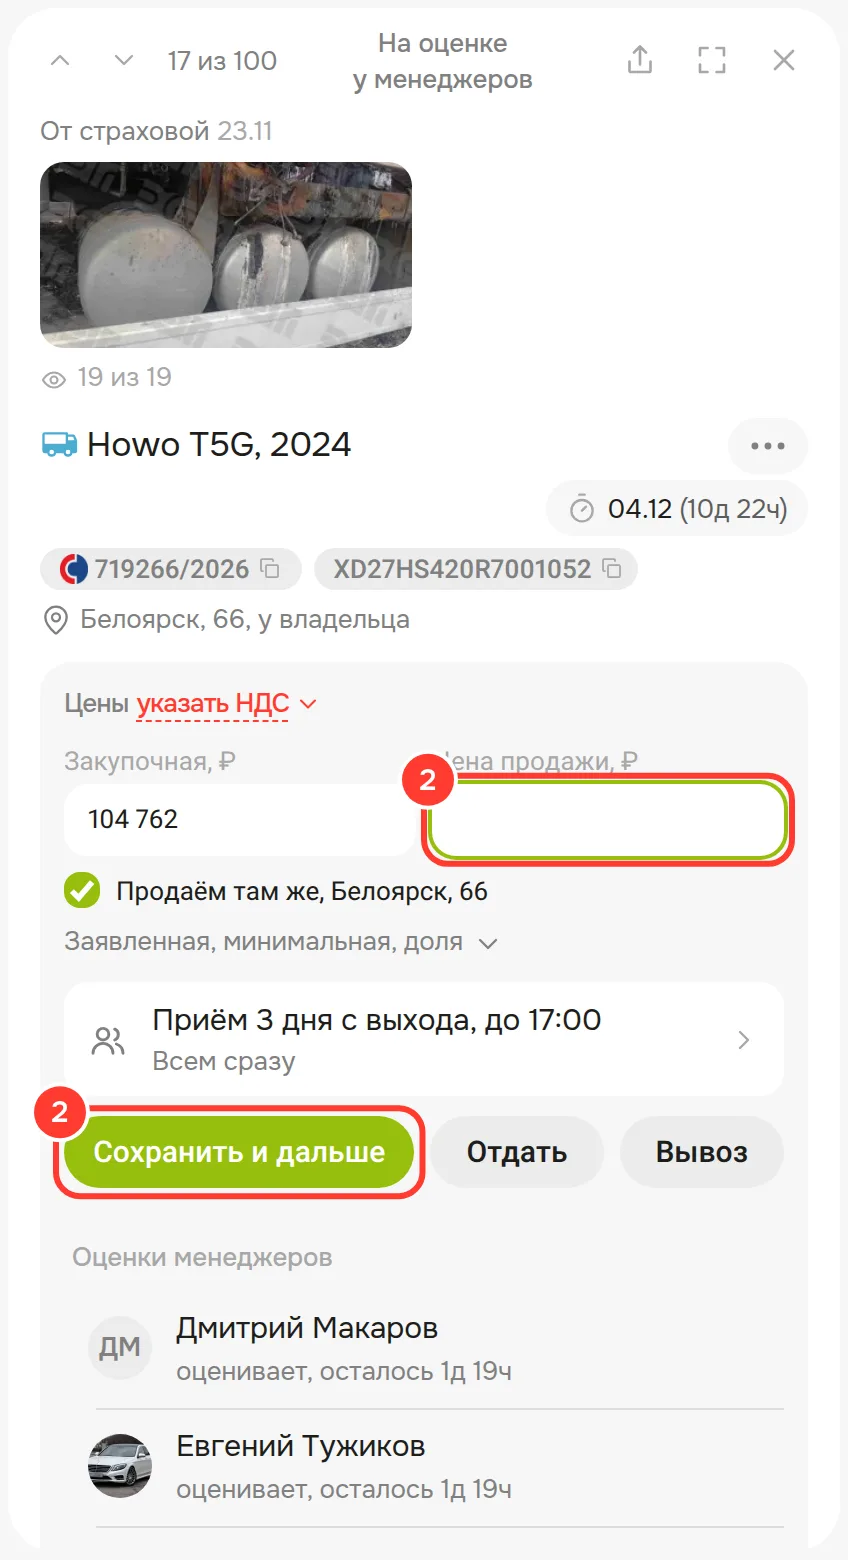 17 из 100
На оценке
у менеджеров
От страховой 23.11
19 из 19
Howo T5G, 2024
04.12 (10д 22ч)
719266/2026
XD27HS420R7001052
Белоярск, 66, у владельца
Цены указать НДС
Закупочная, ₽
2
ена продажи, ₽
104 762
Продаём там же, Белоярск, 66
Заявленная, минимальная, доля
Приём 3 дня с выхода, до 17:00
Всем сразу
2
Сохранить и дальше
Отдать
Вывоз
Оценки менеджеров
ДМ
Дмитрий Макаров
оценивает, осталось 1д 19ч
Евгений Тужиков
оценивает, осталось 1д 19ч